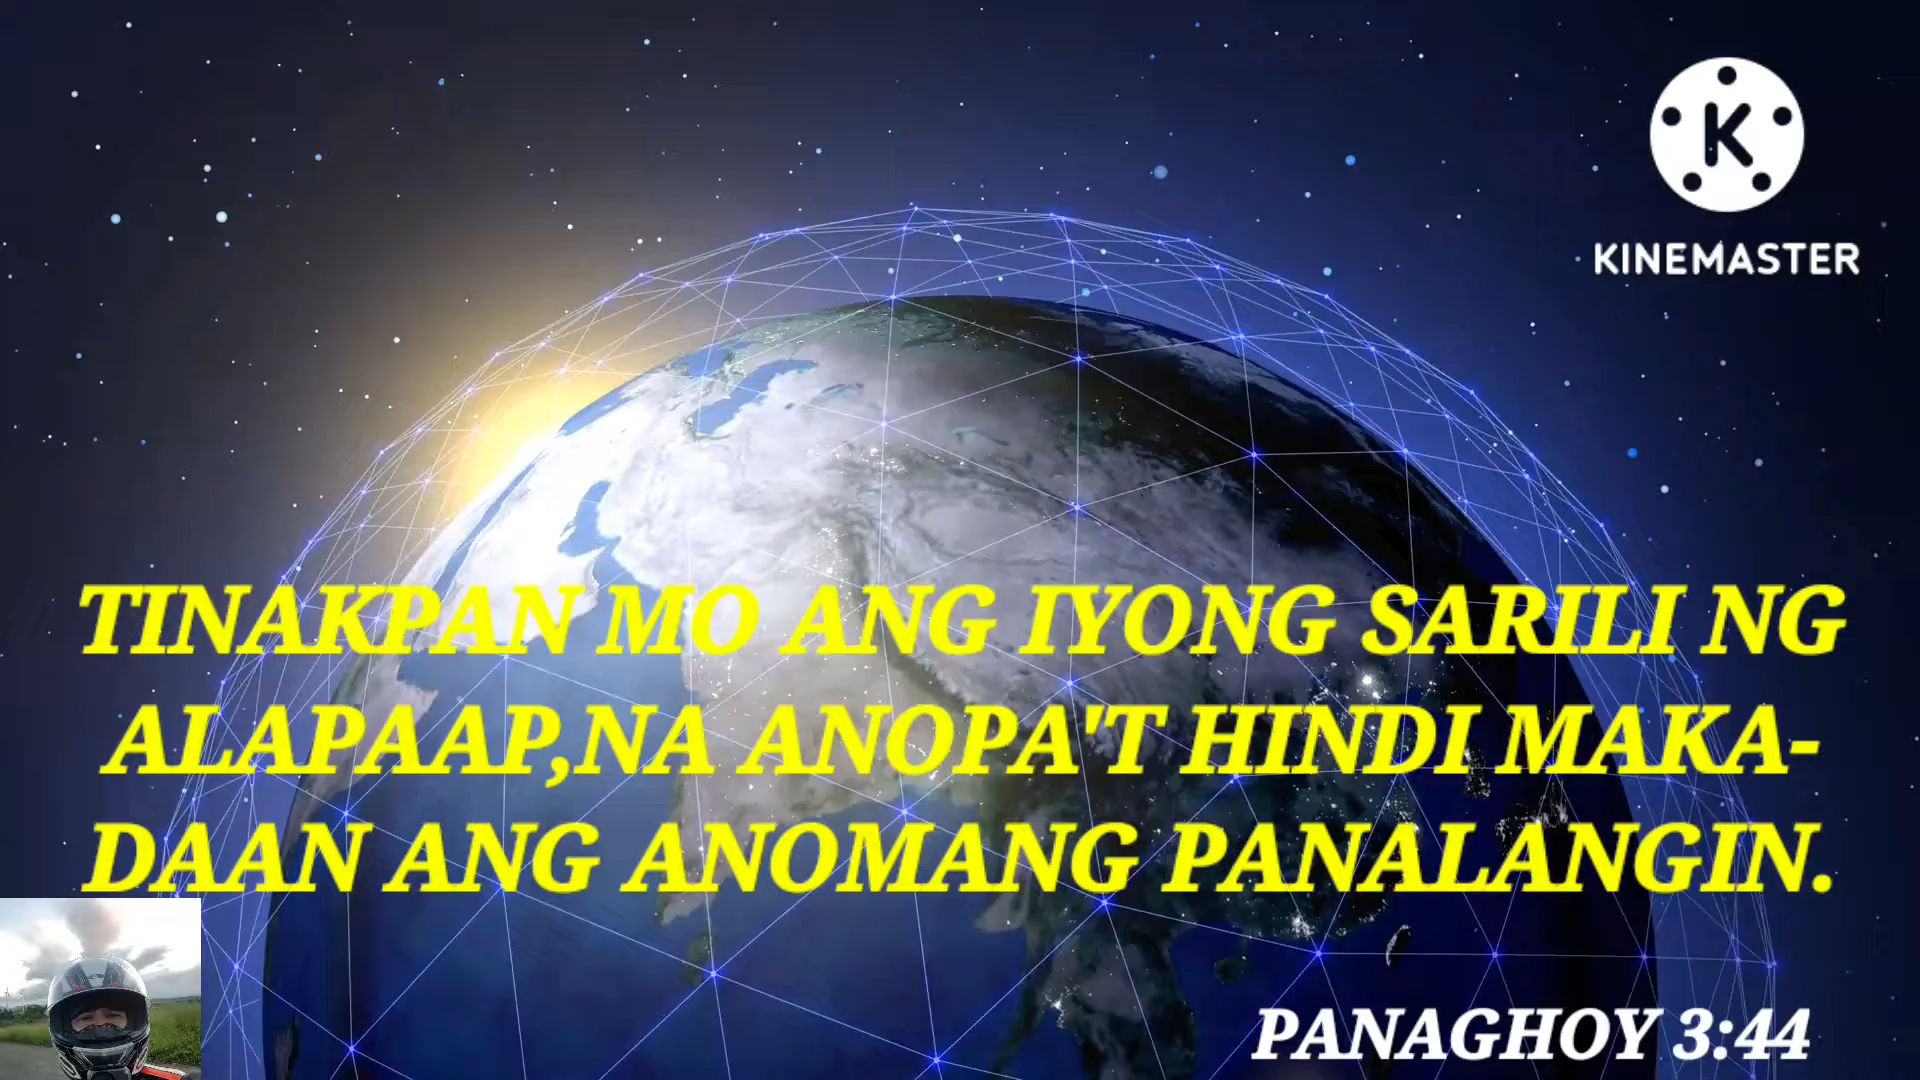 K
KINEMASTER
TINAKPAN MO ANG IYONG SARILI NG
ALAPAAP,NA ANOPA'T HINDI MAKA-
DAAN ANG ANOMANG PANALANGIN.
PANAGHOY 3:44